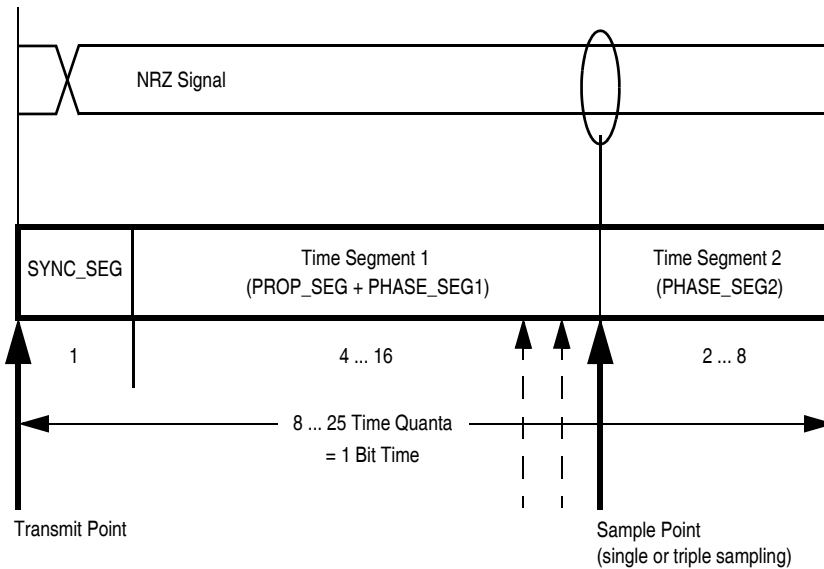 NRZ Signal
SYNC_SEG
Time Segment 1
(PROP_SEG + PHASE_SEG1)
Time Segment 2
(PHASE_SEG2)
1
4 ... 16
2 ... 8
8 ... 25 Time Quanta
= 1 Bit Time
Transmit Point
Sample Point
(single or triple sampling)